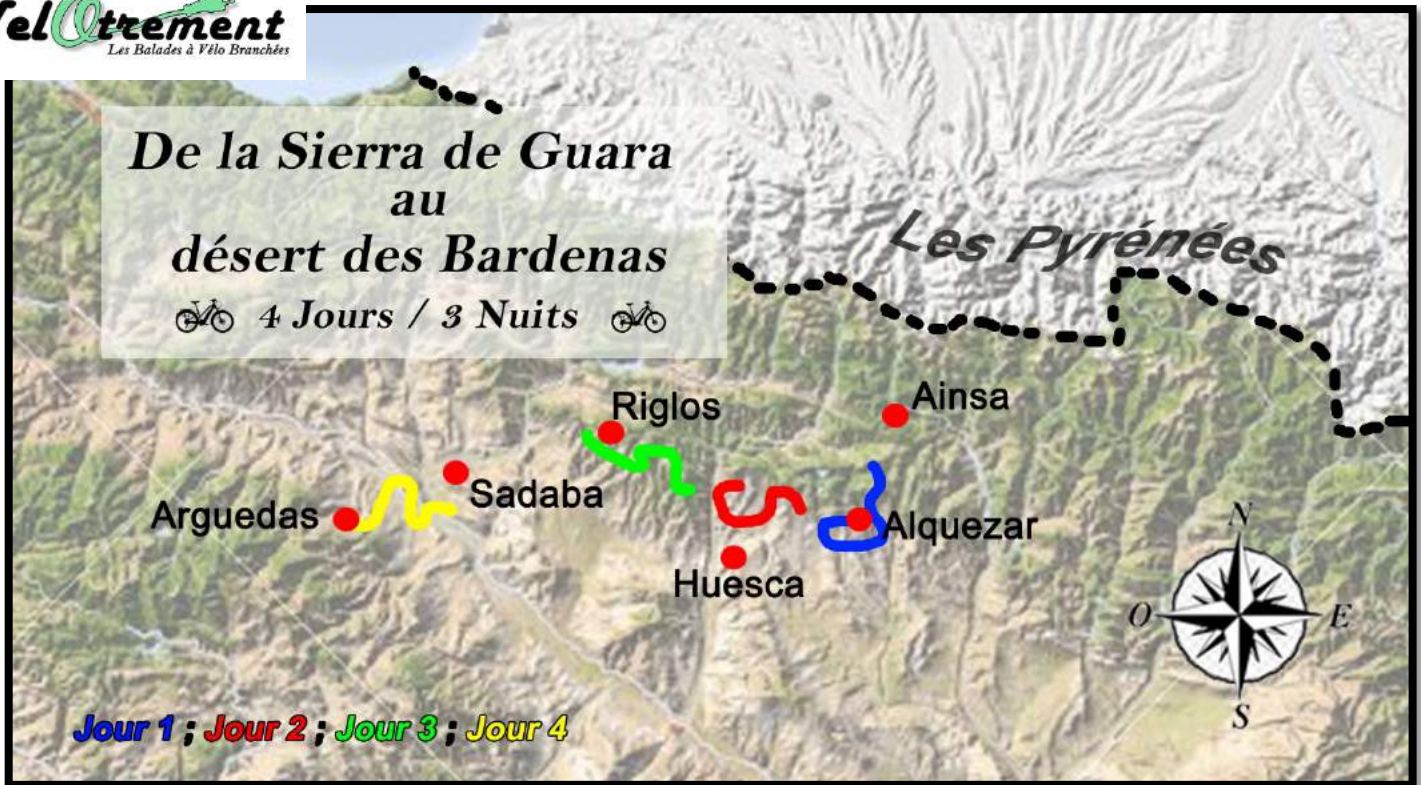 VelOtrement
Les Balades à Vélo Branchées
De la Sierra de Guara
au
désert des Bardenas
4 Jours / 3 Nuits
Les Pyrénées
Ainsa
Riglos
Sadaba
Arguedas
Alquezar
Huesca
N
O
E
S
Jour 1 ; Jour 2 ; Jour 3 ; Jour 4